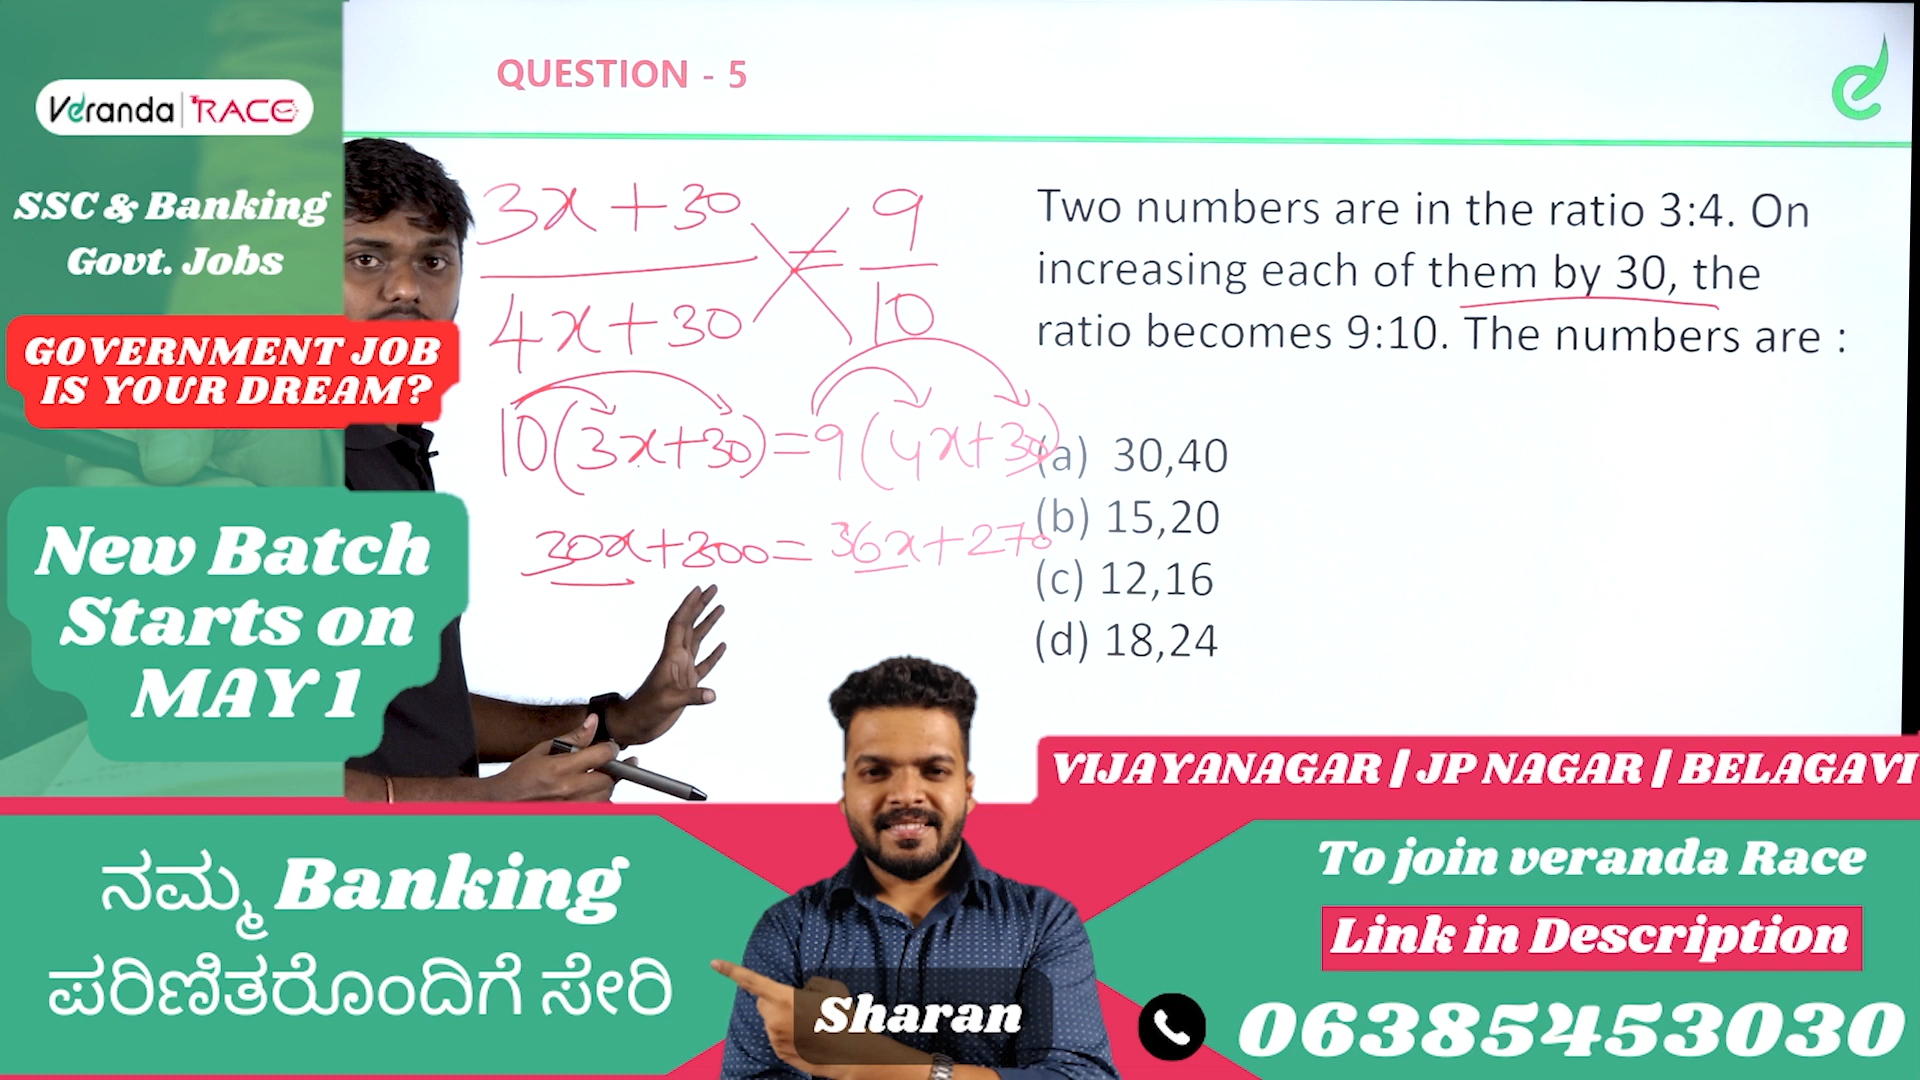 Veranda RACE
SSC & Banking
Govt. Jobs
GOVERNMENT JOB
IS YOUR DREAM?
New Batch
Starts on
MAY 1
QUESTION - 5
3x+30
4x+30
=
9
10
10(3x+30)=9(4x+30)
30x+300=36x+270
Two numbers are in the ratio 3:4. On
increasing each of them by 30, the
ratio becomes 9:10. The numbers are :
(a) 30,40
(b) 15,20
(c) 12,16
(d) 18,24
VIJAYANAGAR | JP NAGAR | BELAGAVI
ನಮ್ಮ Banking
ಪರಿಣಿತರೊಂದಿಗೆ ಸೇರಿ
Sharan
To join veranda Race
Link in Description
06385453030